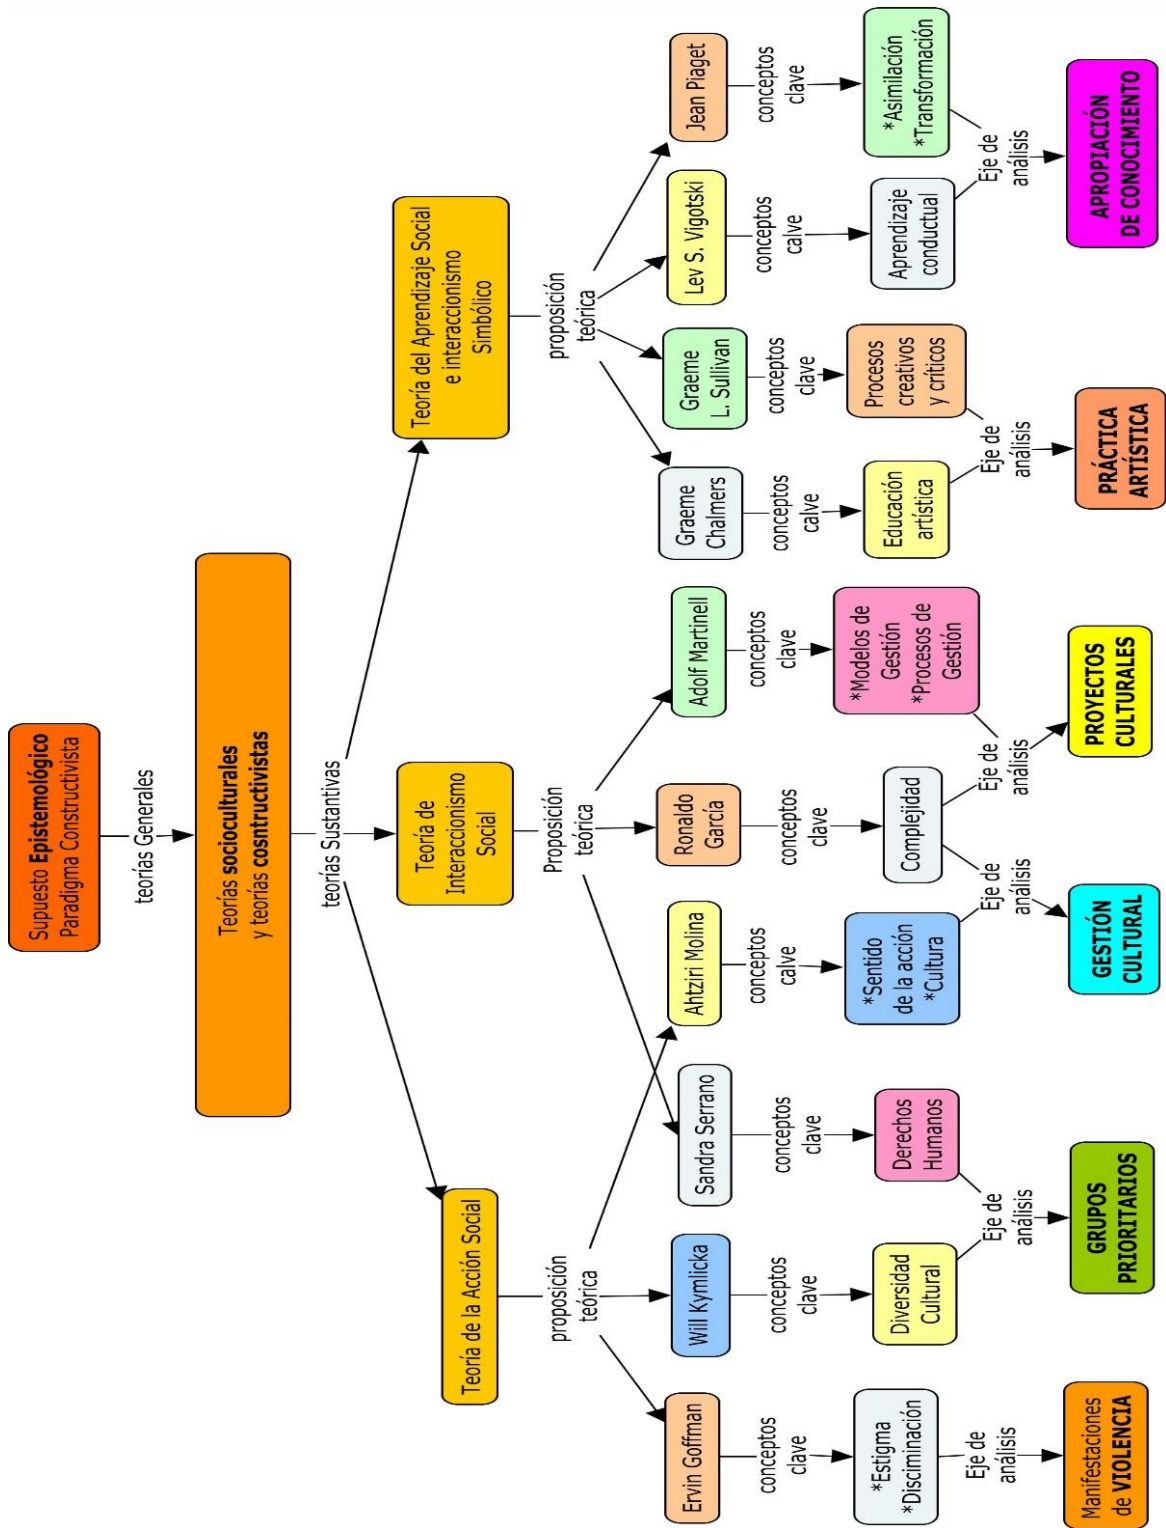 Supuesto Epistemológico
Paradigma Constructivista
teorías Generales
Teorías socioculturales
y teorías cosntructivistas
teorías Sustantivas
Teoría de la Acción Social
Teoría de
Interaccionismo
Social
Teoría del Aprendizaje Social
e interaccionismo
Simbólico
proposición
teórica
Proposición
teórica
proposición
teórica
Ervin Goffman
Will Kymlicka
Sandra Serrano
Ahtziri Molina
Ronaldo
García
Adolf Martinell
Graeme
Chalmers
Graeme
L. Sullivan
Lev S. Vigotski
Jean Piaget
conceptos
clave
conceptos
clave
conceptos
clave
conceptos
calve
conceptos
clave
conceptos
clave
conceptos
calve
conceptos
clave
conceptos
calve
conceptos
clave
*Estigma
*Disciminación
Diversidad
Cultural
Derechos
Humanos
*Sentido
de la acción
*Cultura
Complejidad
*Modelos de
Gestión
*Procesos de
Gestión
Educación
artística
Procesos
creativos
y críticos
Aprendizaje
conductual
*Asimilación
*Transformación
Eje de
análisis
Eje de
análisis
Eje de
análisis
Eje de
análisis
Eje de
análisis
Eje de
análisis
Manifestaciones
de VIOLENCIA
GRUPOS
PRIORITARIOS
GESTIÓN
CULTURAL
PROYECTOS
CULTURALES
PRÁCTICA
ARTÍSTICA
APROPIACIÓN
DE CONOCIMIENTO